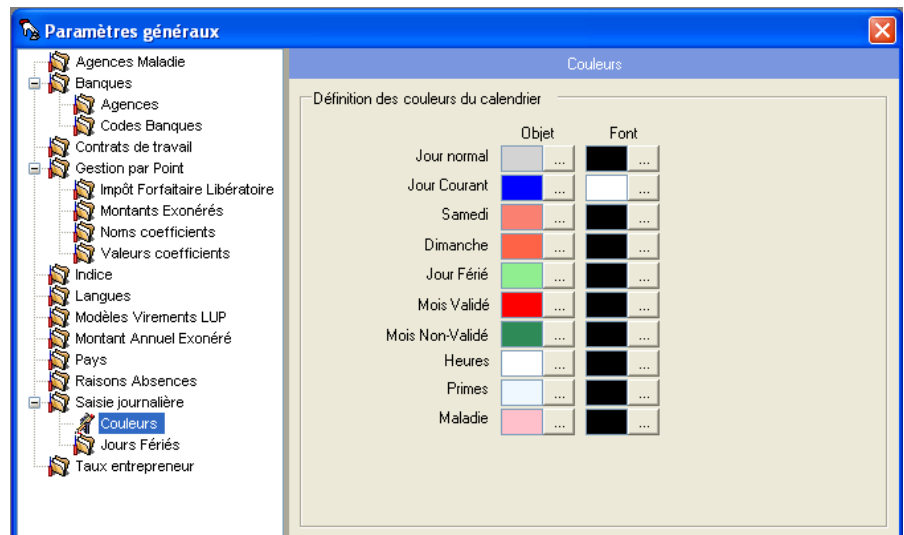 Paramètres généraux
Agences Maladie
Banques
Agences
Codes Banques
Contrats de travail
Gestion par Point
Impôt Forfaitaire Libératoire
Montants Exonérés
Noms coefficients
Valeurs coefficients
Indice
Langues
Modèles Virements LUP
Montant Annuel Exonéré
Pays
Raisons Absences
Saisie journalière
Couleurs
Jours Fériés
Taux entrepreneur
Couleurs
Définition des couleurs du calendrier
Objet Font
Jour normal ... ...
Jour Courant ... ...
Samedi ... ...
Dimanche ... ...
Jour Férié ... ...
Mois Validé ... ...
Mois Non-Validé ... ...
Heures ... ...
Primes ... ...
Maladie ... ...